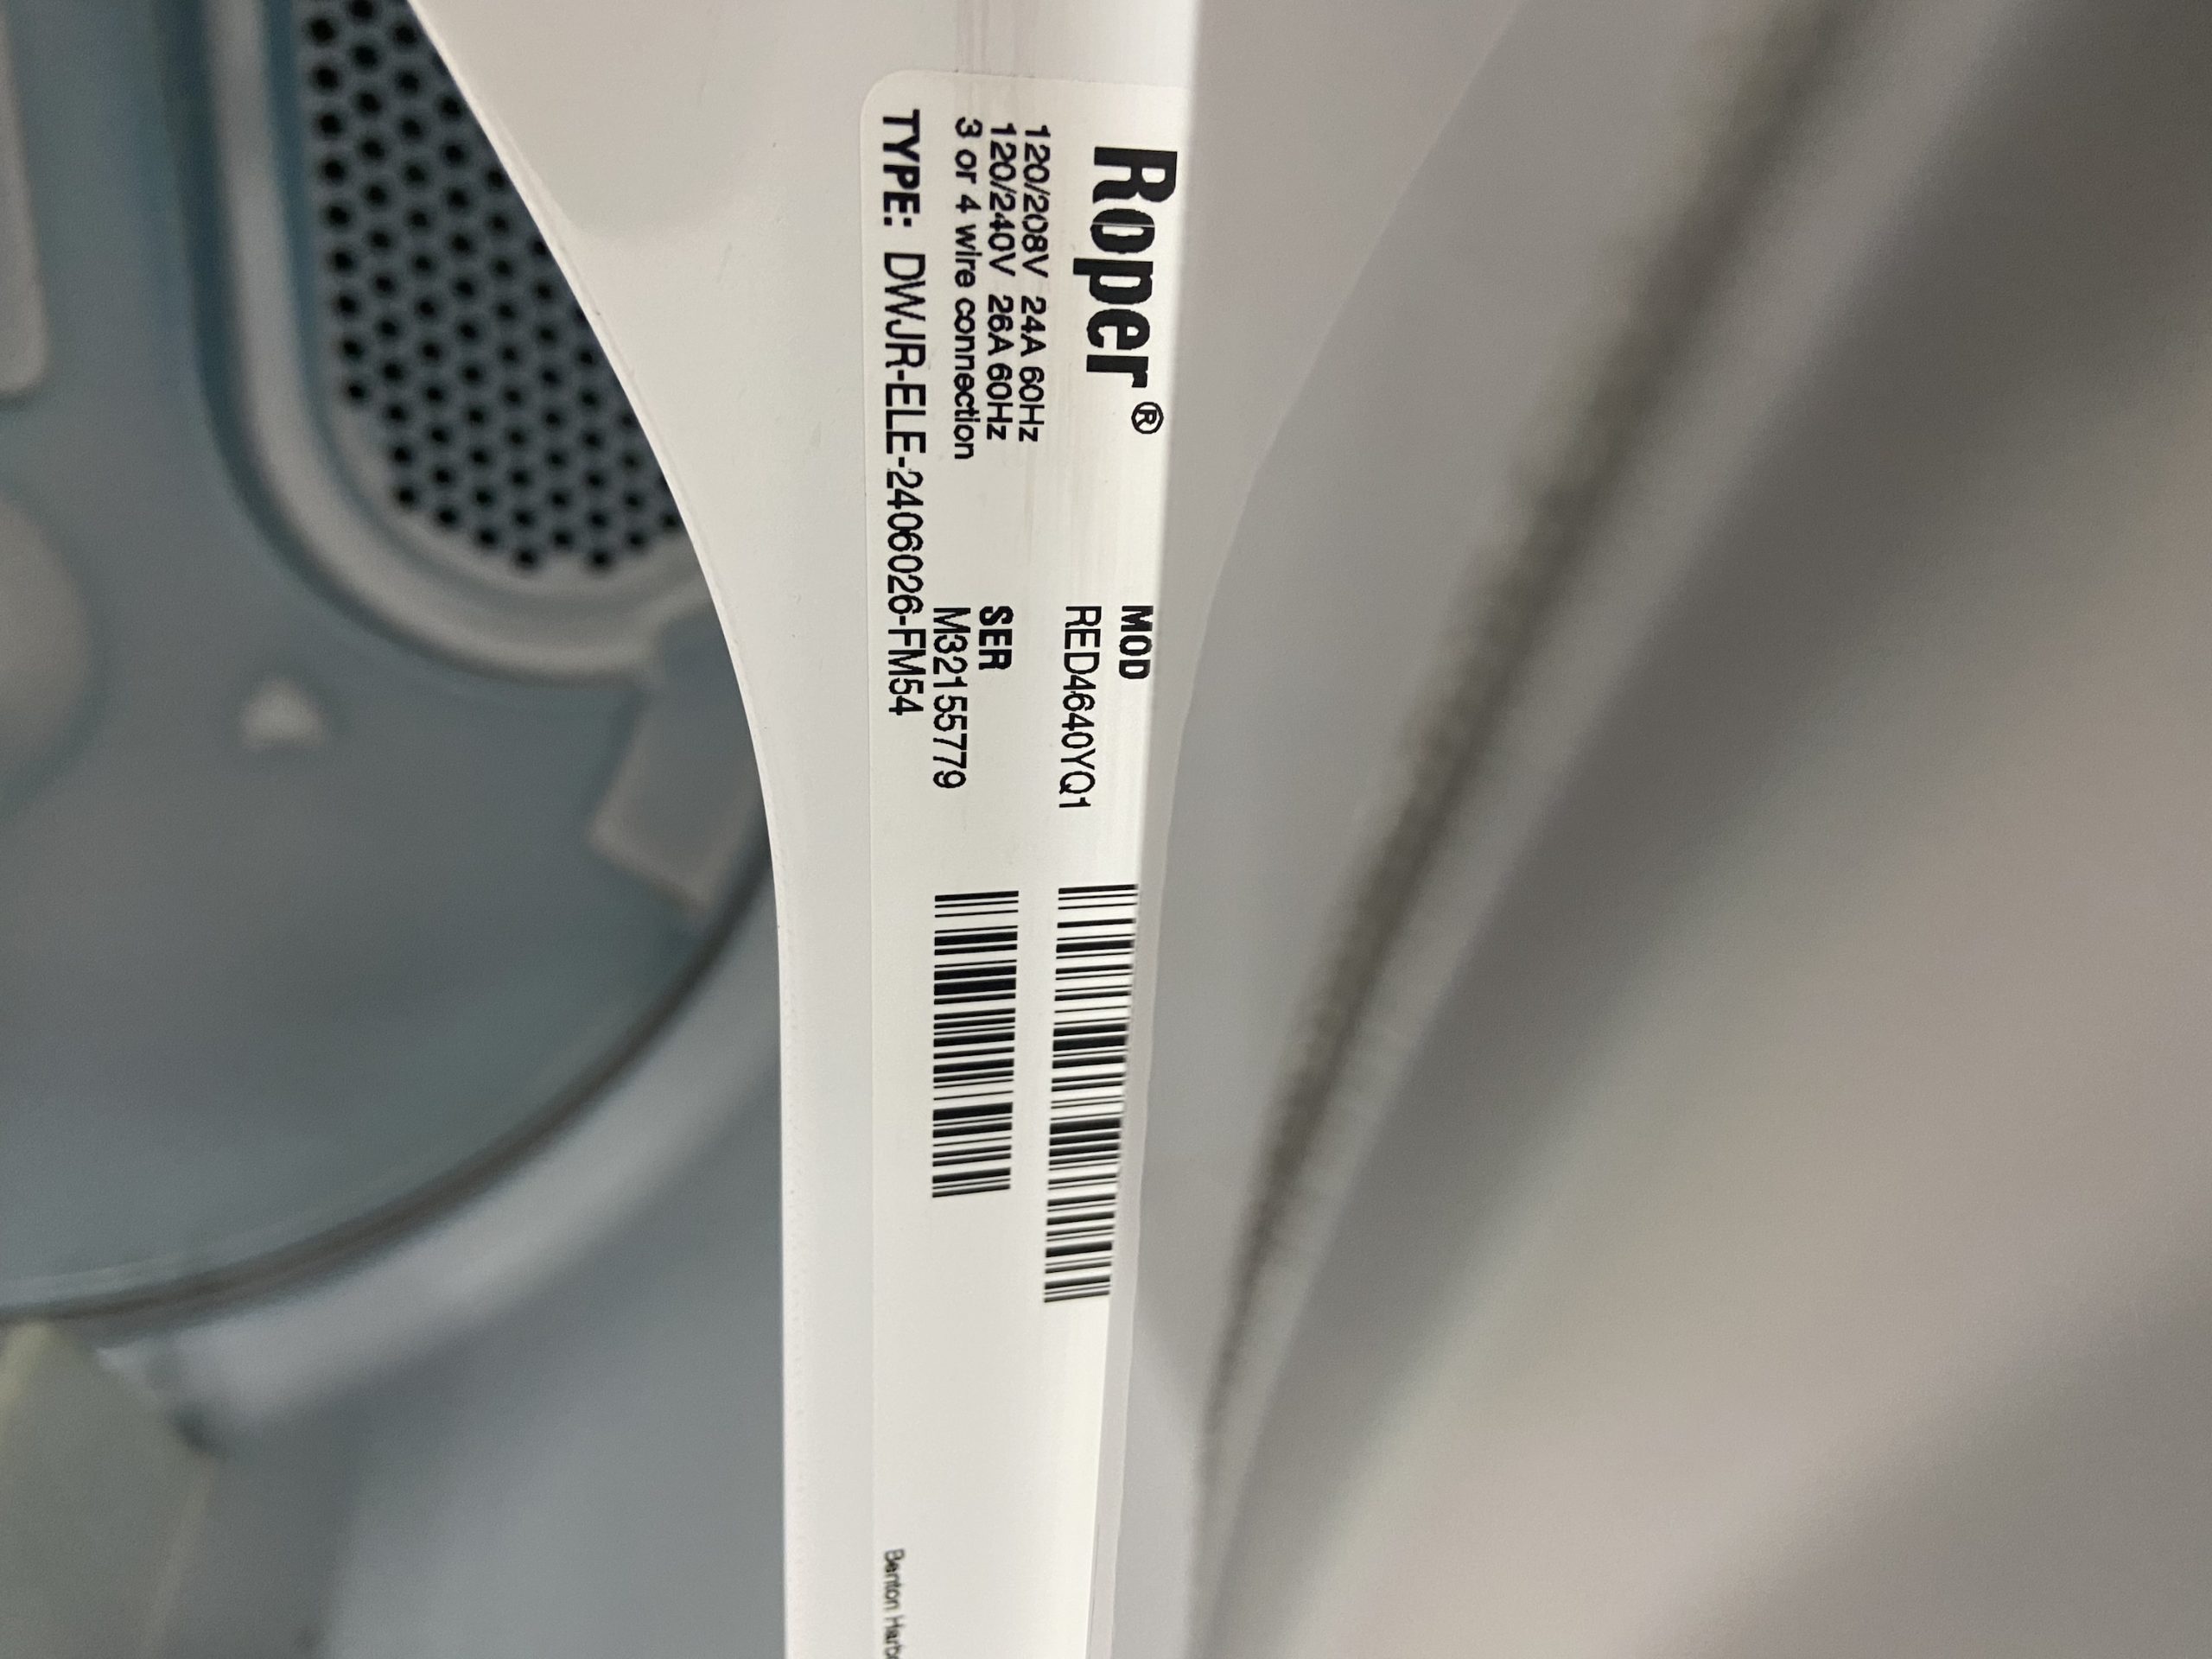 Roper®
120/208V 24A 60Hz
120/240V 26A 60Hz
3 or 4 wire connection
TYPE: DWJR-ELE-2406026-FM54
MOD
RED4640YQ1
SER
M32155779
Benton